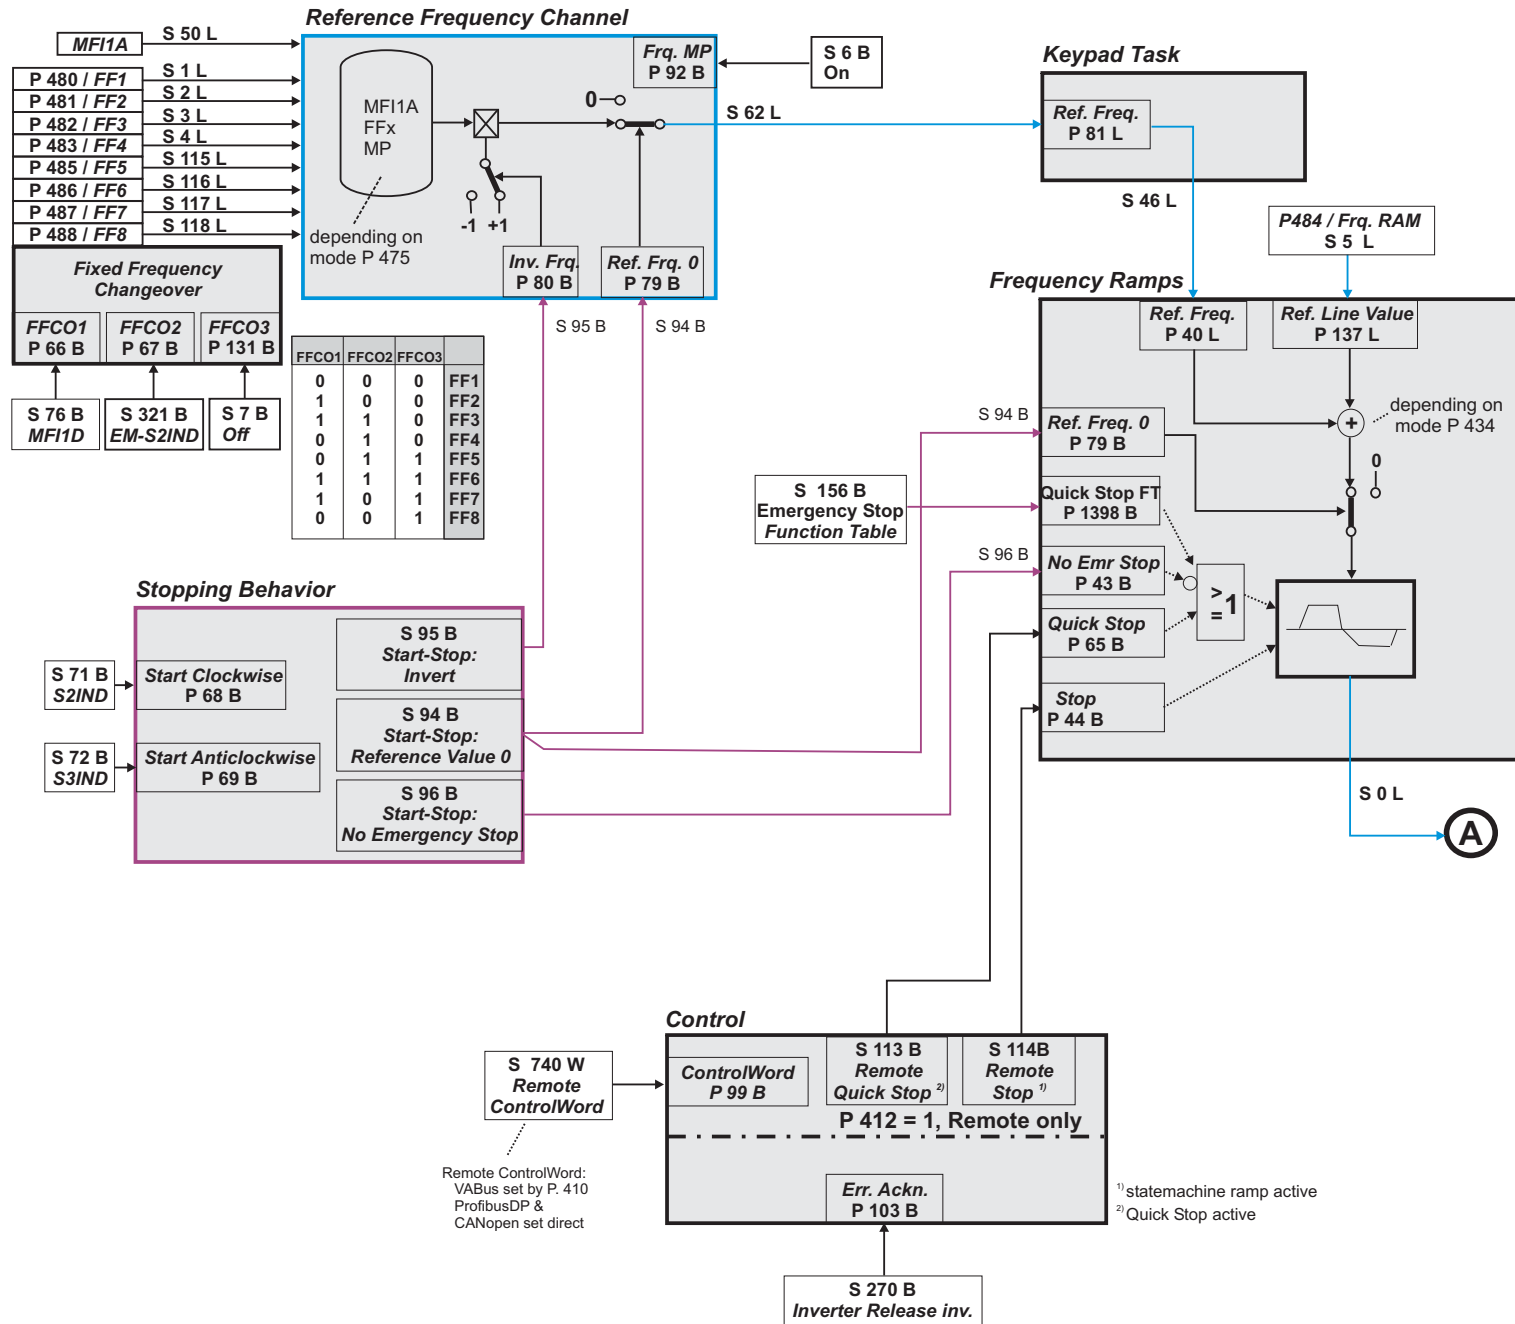 Reference Frequency Channel
MFI1A
S 50 L
P 480 / FF1
S 1 L
P 481 / FF2
S 2 L
P 482 / FF3
S 3 L
P 483 / FF4
S 4 L
P 485 / FF5
S 115 L
P 486 / FF6
S 116 L
P 487 / FF7
S 117 L
P 488 / FF8
S 118 L
MFI1A
FFx
MP
depending on
mode P 475
-1 +1
0
Frq. MP
P 92 B
S 6 B
On
S 62 L
Inv. Frq.
P 80 B
Ref. Frq. 0
P 79 B
S 95 B
S 94 B
Keypad Task
Ref. Freq.
P 81 L
S 46 L
P484 / Frq. RAM
S 5 L
Fixed Frequency
Changeover
FFCO1
P 66 B
FFCO2
P 67 B
FFCO3
P 131 B
S 76 B
MFI1D
S 321 B
EM-S2IND
S 7 B
Off
FFCO1 FFCO2 FFCO3
0 0 0 FF1
1 0 0 FF2
1 1 0 FF3
0 1 0 FF4
0 1 1 FF5
1 1 1 FF6
1 0 1 FF7
0 0 1 FF8
Frequency Ramps
Ref. Freq.
P 40 L
Ref. Line Value
P 137 L
+
depending on
mode P 434
0
S 94 B
Ref. Freq. 0
P 79 B
S 156 B
Emergency Stop
Function Table
Quick Stop FT
P 1398 B
S 96 B
No Emr Stop
P 43 B
Quick Stop
P 65 B
Stop
P 44 B
>
= 1
S 0 L
A
Stopping Behavior
S 71 B
S2IND
Start Clockwise
P 68 B
S 72 B
S3IND
Start Anticlockwise
P 69 B
S 95 B
Start-Stop:
Invert
S 94 B
Start-Stop:
Reference Value 0
S 96 B
Start-Stop:
No Emergency Stop
Control
S 740 W
Remote
ControlWord
ControlWord
P 99 B
S 113 B
Remote
Quick Stop 2)
S 114B
Remote
Stop 1)
P 412 = 1, Remote only
Remote ControlWord:
VABus set by P. 410
ProfibusDP &
CANopen set direct
Err. Ackn.
P 103 B
1) statemachine ramp active
2) Quick Stop active
S 270 B
Inverter Release inv.